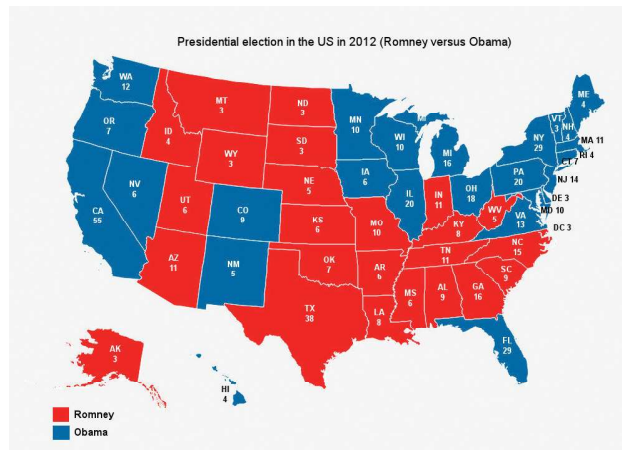 Presidential election in the US in 2012 (Romney versus Obama)
WA
12
MT
3
ND
3
MN
10
ME
4
VT
3
NH
4
OR
7
ID
4
SD
3
WI
10
MI
16
NY
29
MA 11
RI 4
CT 7
WY
3
NE
5
IA
6
PA
20
NJ 14
NV
6
UT
6
CO
9
IL
20
IN
11
OH
18
DE 3
MD 10
CA
55
KS
6
MO
10
WV
5
VA
13
DC 3
KY
8
NC
15
AZ
11
NM
5
OK
7
AR
6
TN
11
SC
9
TX
38
LA
8
MS
6
AL
9
GA
16
FL
29
AK
3
HI
4
Romney
Obama